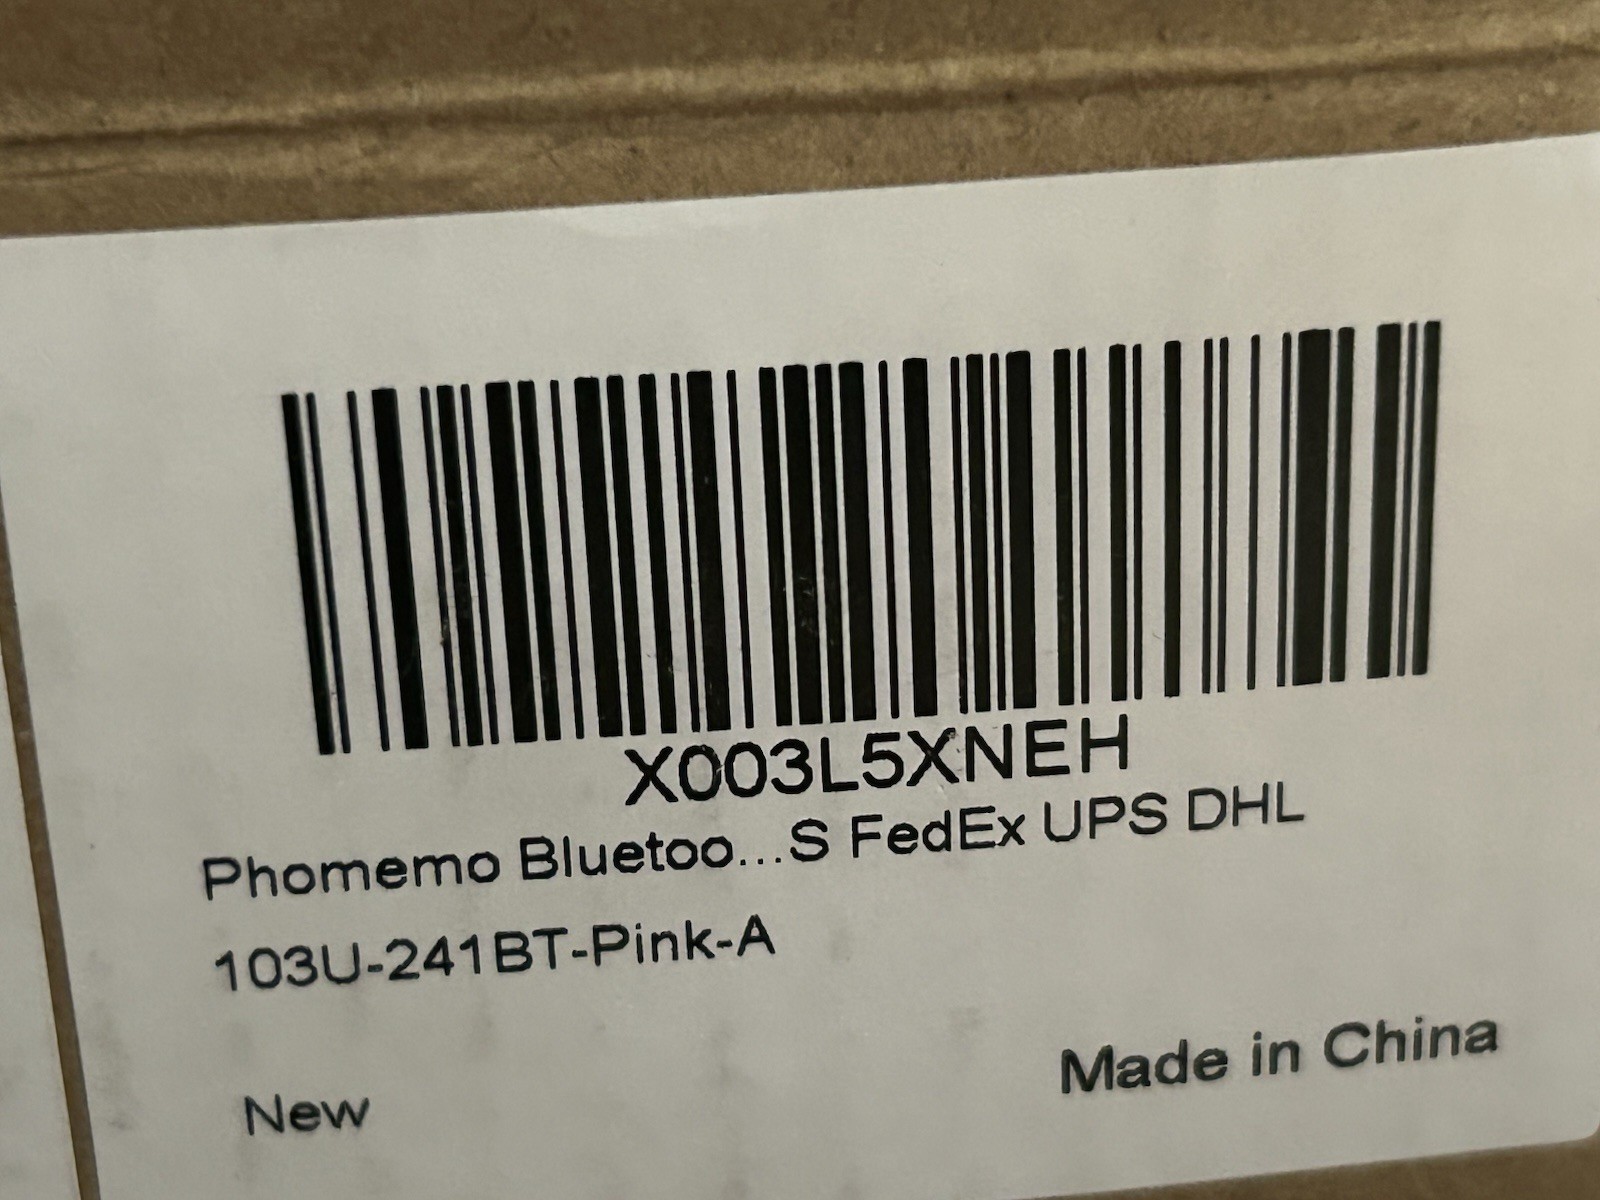 X003L5XNEH
Phomemo Bluetoo...S FedEx UPS DHL
103U-241BT-Pink-A
New
Made in China